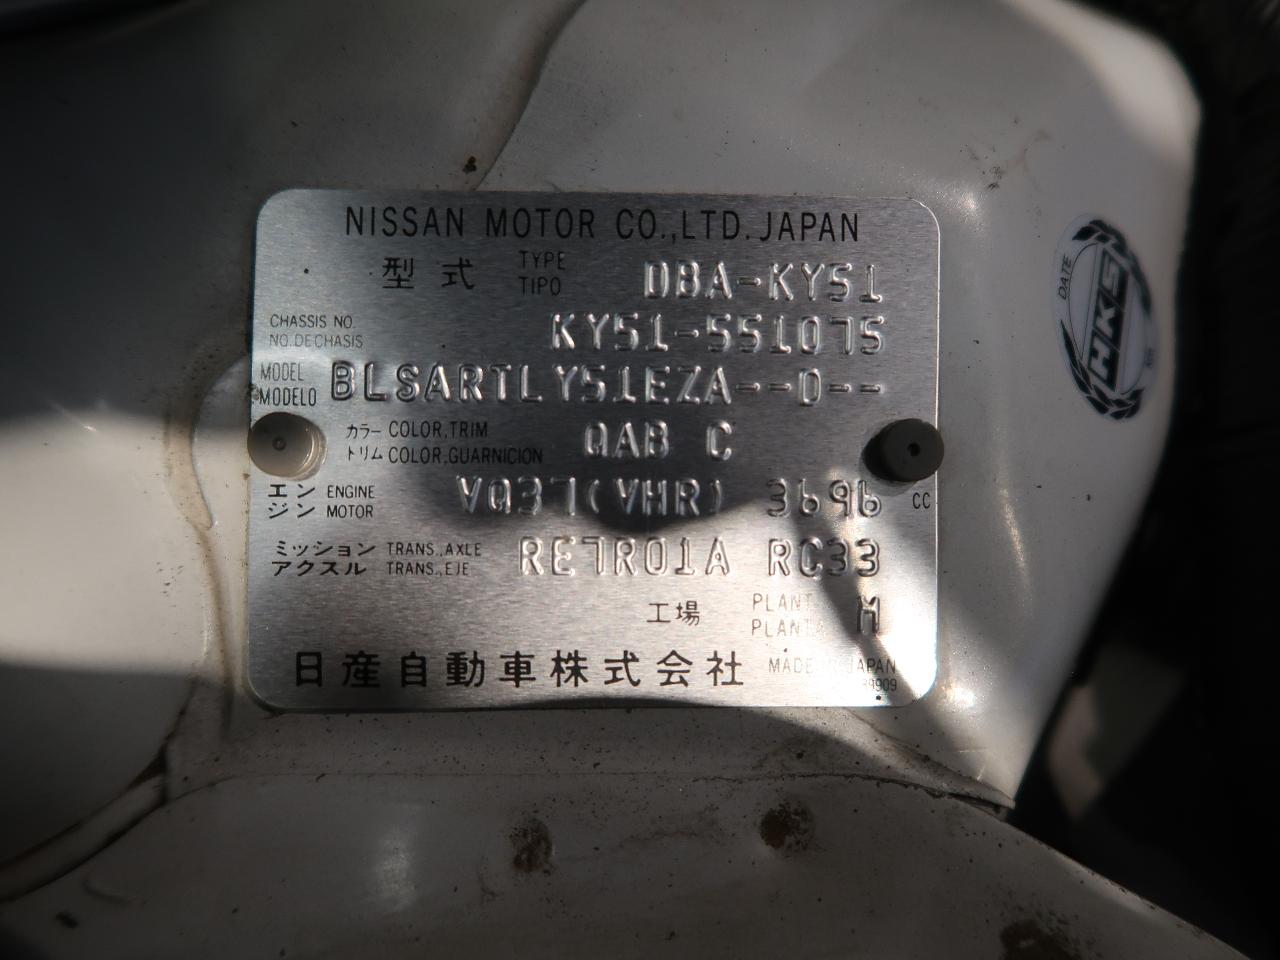 NISSAN MOTOR CO.,LTD. JAPAN
型式 TYPE TIPO DBA-KY51
CHASSIS NO. NO.DECHASIS KY51-551075
MODEL MODELO BLSARTLY51EZA--D--
カラー COLOR,TRIM QAB C
トリム COLOR,GUARNICION
エンジン ENGINE MOTOR VQ37(VHR) 3696 CC
ミッション TRANS.,AXLE RE7R01A RC33
アクスル TRANS.,EJE
工場 PLANT PLANTA M
日産自動車株式会社 MADE IN JAPAN
DATE
HKS